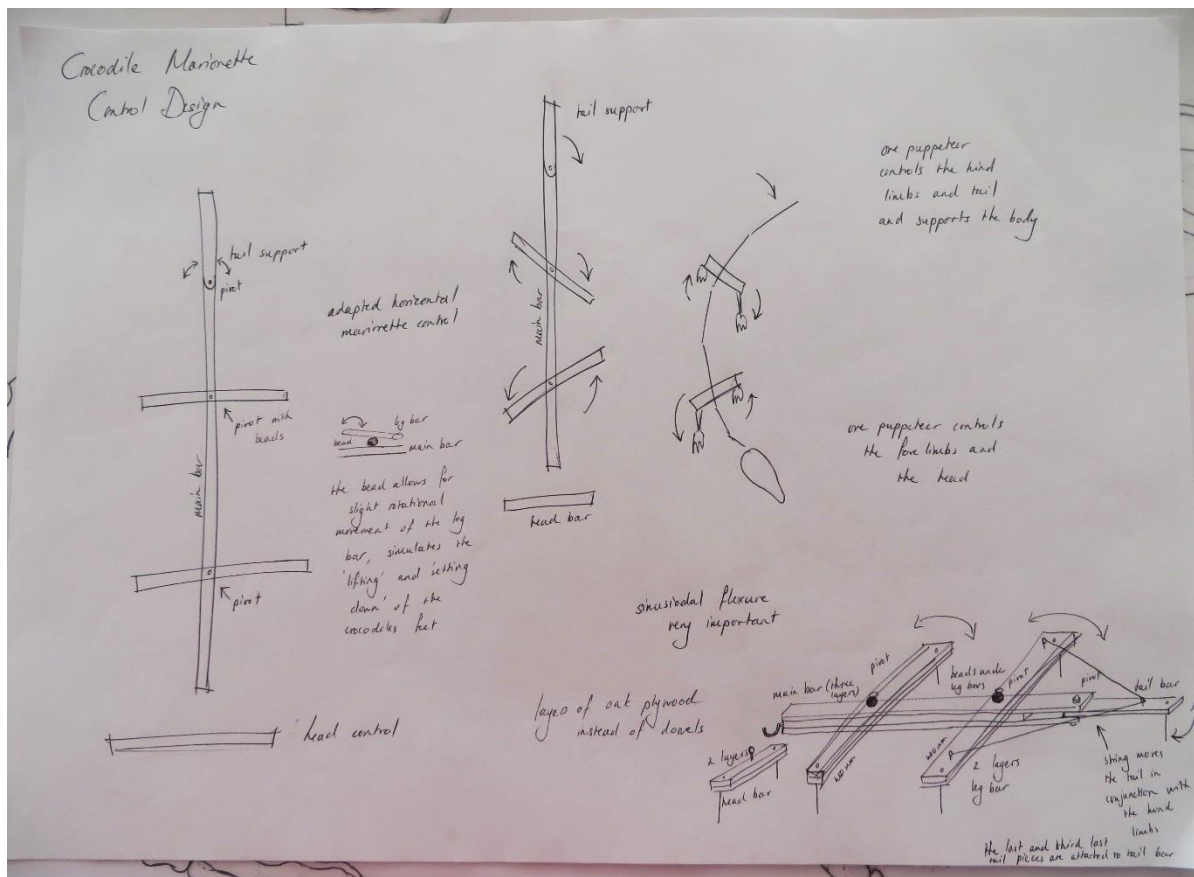 Crocodile Marionette
Control Design
tail support
pivot
adapted horizontal
marionette control
pivot with
beads
main bar
pivot
head control
leg bar
bead
main bar
the bead allows for
slight rotational
movement of the leg
bar, simulates the
'lifting' and 'setting
down' of the
crocodiles feet
tail support
main bar
head bar
one puppeteer
controls the hind
limbs and tail
and supports the body
one puppeteer controls
the fore limbs and
the head
sinusiodal flexure
very important
layes of oak plywood
instead of dowels
main bar (three
layers)
pivot
beads under
leg bars
pivot
pivot
tail bar
2 layers
head bar
400mm
400mm
2 layers
leg bar
string moves
the tail in
conjunction with
the hind
limbs
the last and third last
tail pieces are attached to tail bar